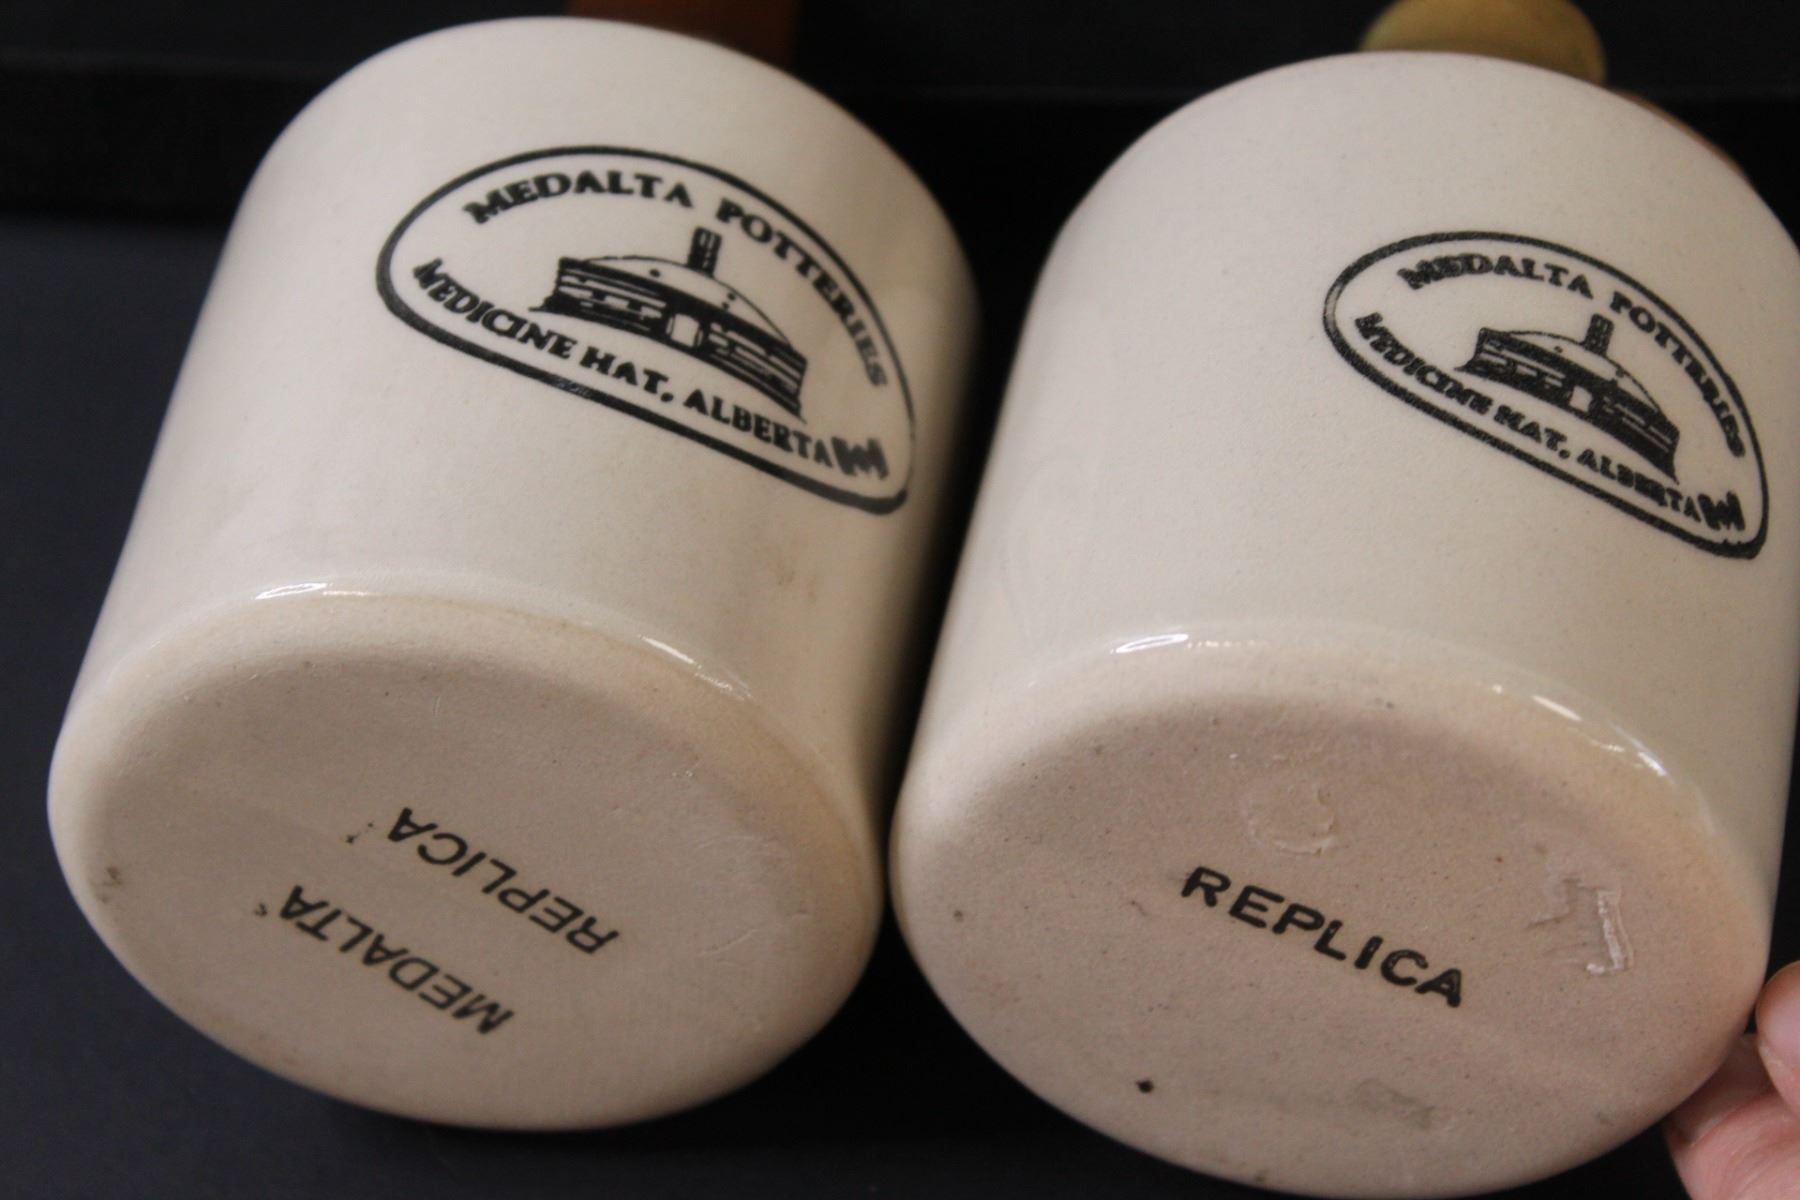 MEDALTA POTTERIES
MEDICINE HAT, ALBERTA
MEDALTA
REPLICA
MEDALTA POTTERIES
MEDICINE HAT, ALBERTA
REPLICA